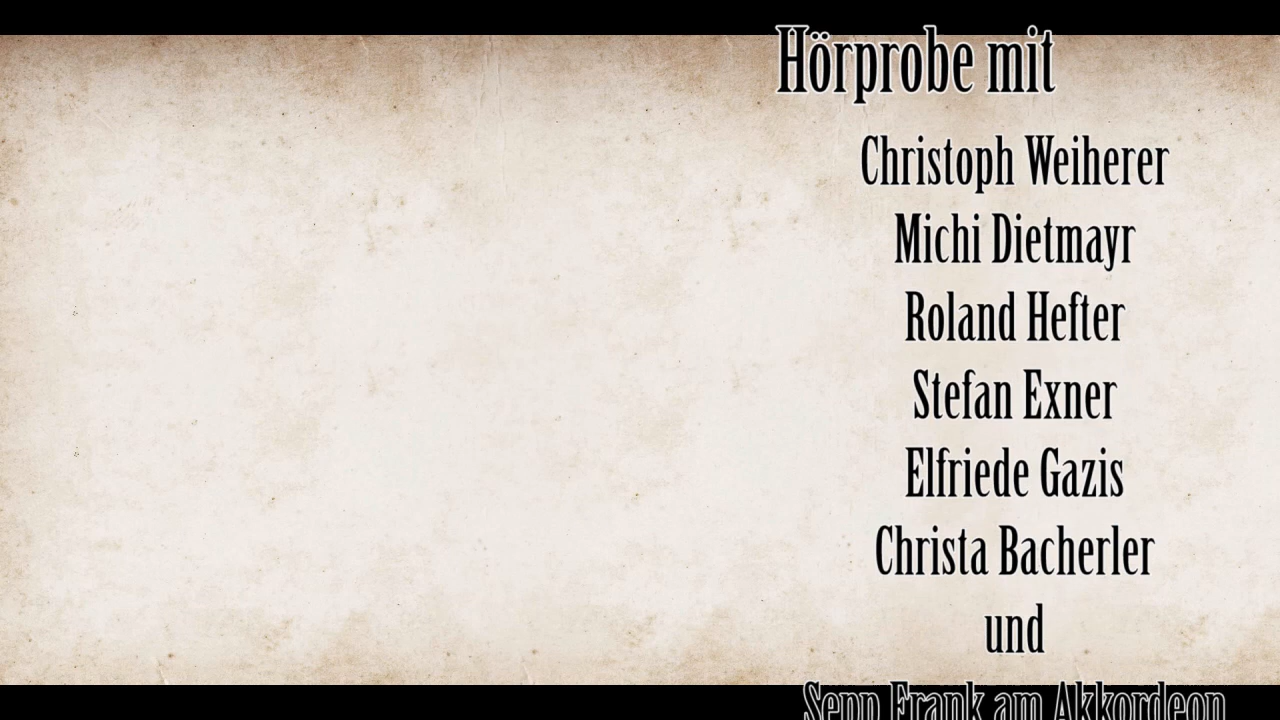 Hörprobe mit
Christoph Weiherer
Michi Dietmayr
Roland Hefter
Stefan Exner
Elfriede Gazis
Christa Bacherler
und
Sepp Frank am Akkordeon